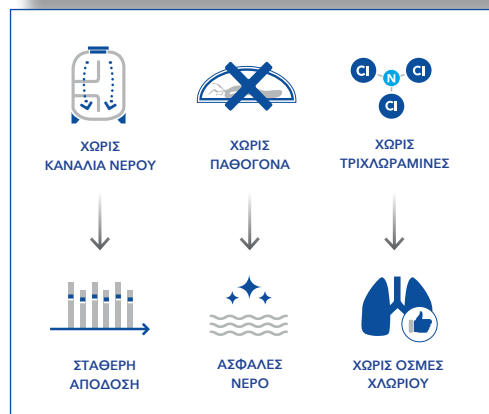 Cl
Cl
N
Cl
ΧΩΡΙΣ
ΚΑΝΑΛΙΑ ΝΕΡΟΥ
ΧΩΡΙΣ
ΠΑΘΟΓΟΝΑ
ΧΩΡΙΣ
ΤΡΙΧΛΩΡΑΜΙΝΕΣ
ΣΤΑΘΕΡΗ
ΑΠΟΔΟΣΗ
ΑΣΦΑΛΕΣ
ΝΕΡΟ
ΧΩΡΙΣ ΟΣΜΕΣ
ΧΛΩΡΙΟΥ